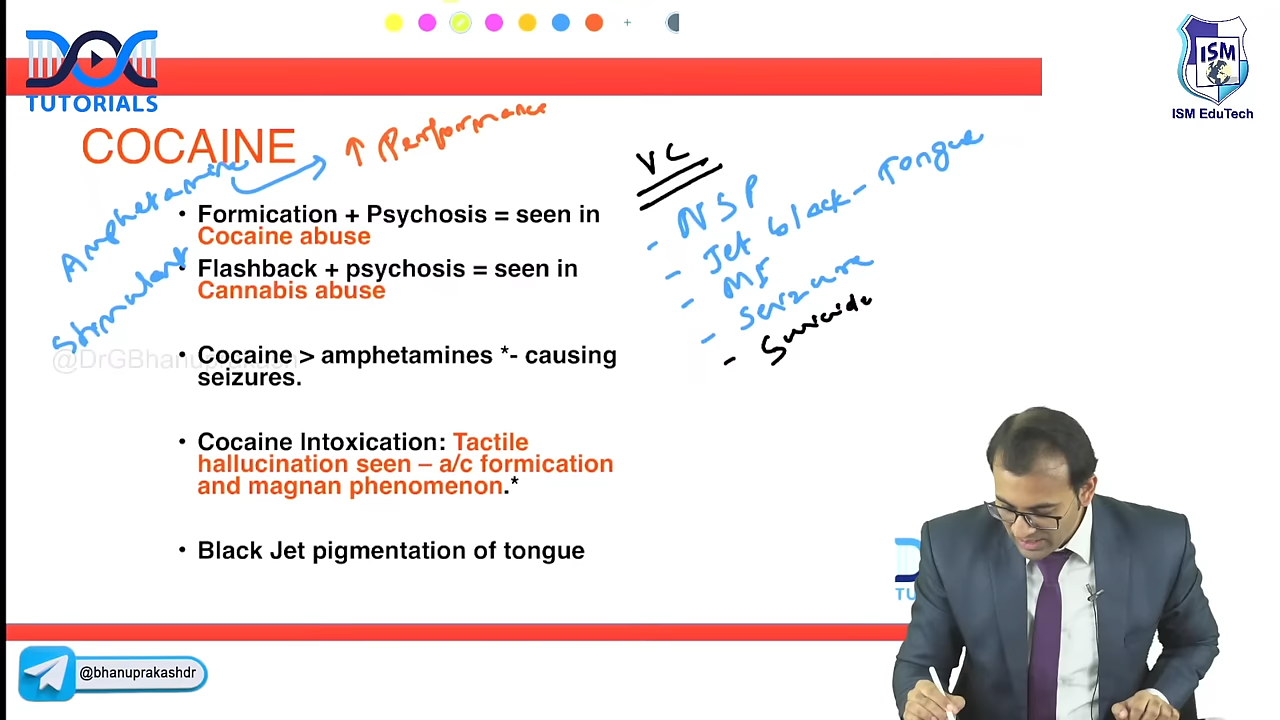 DOC
TUTORIALS
ISM
ISM EduTech
COCAINE
↑ Performance
Amphetamine
Stimulant
• Formication + Psychosis = seen in
Cocaine abuse
• Flashback + psychosis = seen in
Cannabis abuse
@DrGBhanuprakash
• Cocaine > amphetamines *- causing
seizures.
• Cocaine Intoxication: Tactile
hallucination seen – a/c formication
and magnan phenomenon.*
• Black Jet pigmentation of tongue
VC
- NSP
- Jet black - Tongue
- MI
- Seizure
- Suicide
@bhanuprakashdr